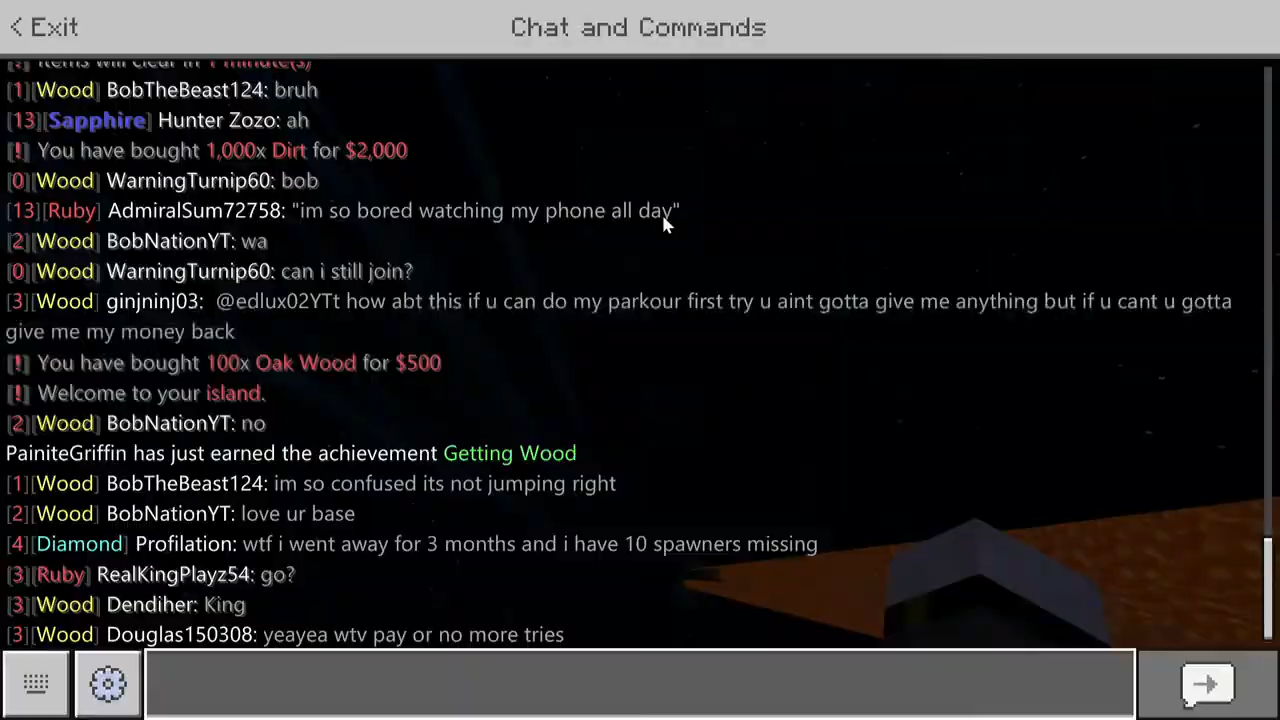 < Exit
Chat and Commands
[!] Items will clear in 1 minute(s)
[1][Wood] BobTheBeast124: bruh
[13][Sapphire] Hunter Zozo: ah
[!] You have bought 1,000x Dirt for $2,000
[0][Wood] WarningTurnip60: bob
[13][Ruby] AdmiralSum72758: "im so bored watching my phone all day"
[2][Wood] BobNationYT: wa
[0][Wood] WarningTurnip60: can i still join?
[3][Wood] ginjninj03:  @edlux02YTt how abt this if u can do my parkour first try u aint gotta give me anything but if u cant u gotta
give me my money back
[!] You have bought 100x Oak Wood for $500
[!] Welcome to your island.
[2][Wood] BobNationYT: no
PainiteGriffin has just earned the achievement Getting Wood
[1][Wood] BobTheBeast124: im so confused its not jumping right
[2][Wood] BobNationYT: love ur base
[4][Diamond] Profilation: wtf i went away for 3 months and i have 10 spawners missing
[3][Ruby] RealKingPlayz54: go?
[3][Wood] Dendiher: King
[3][Wood] Douglas150308: yeayea wtv pay or no more tries